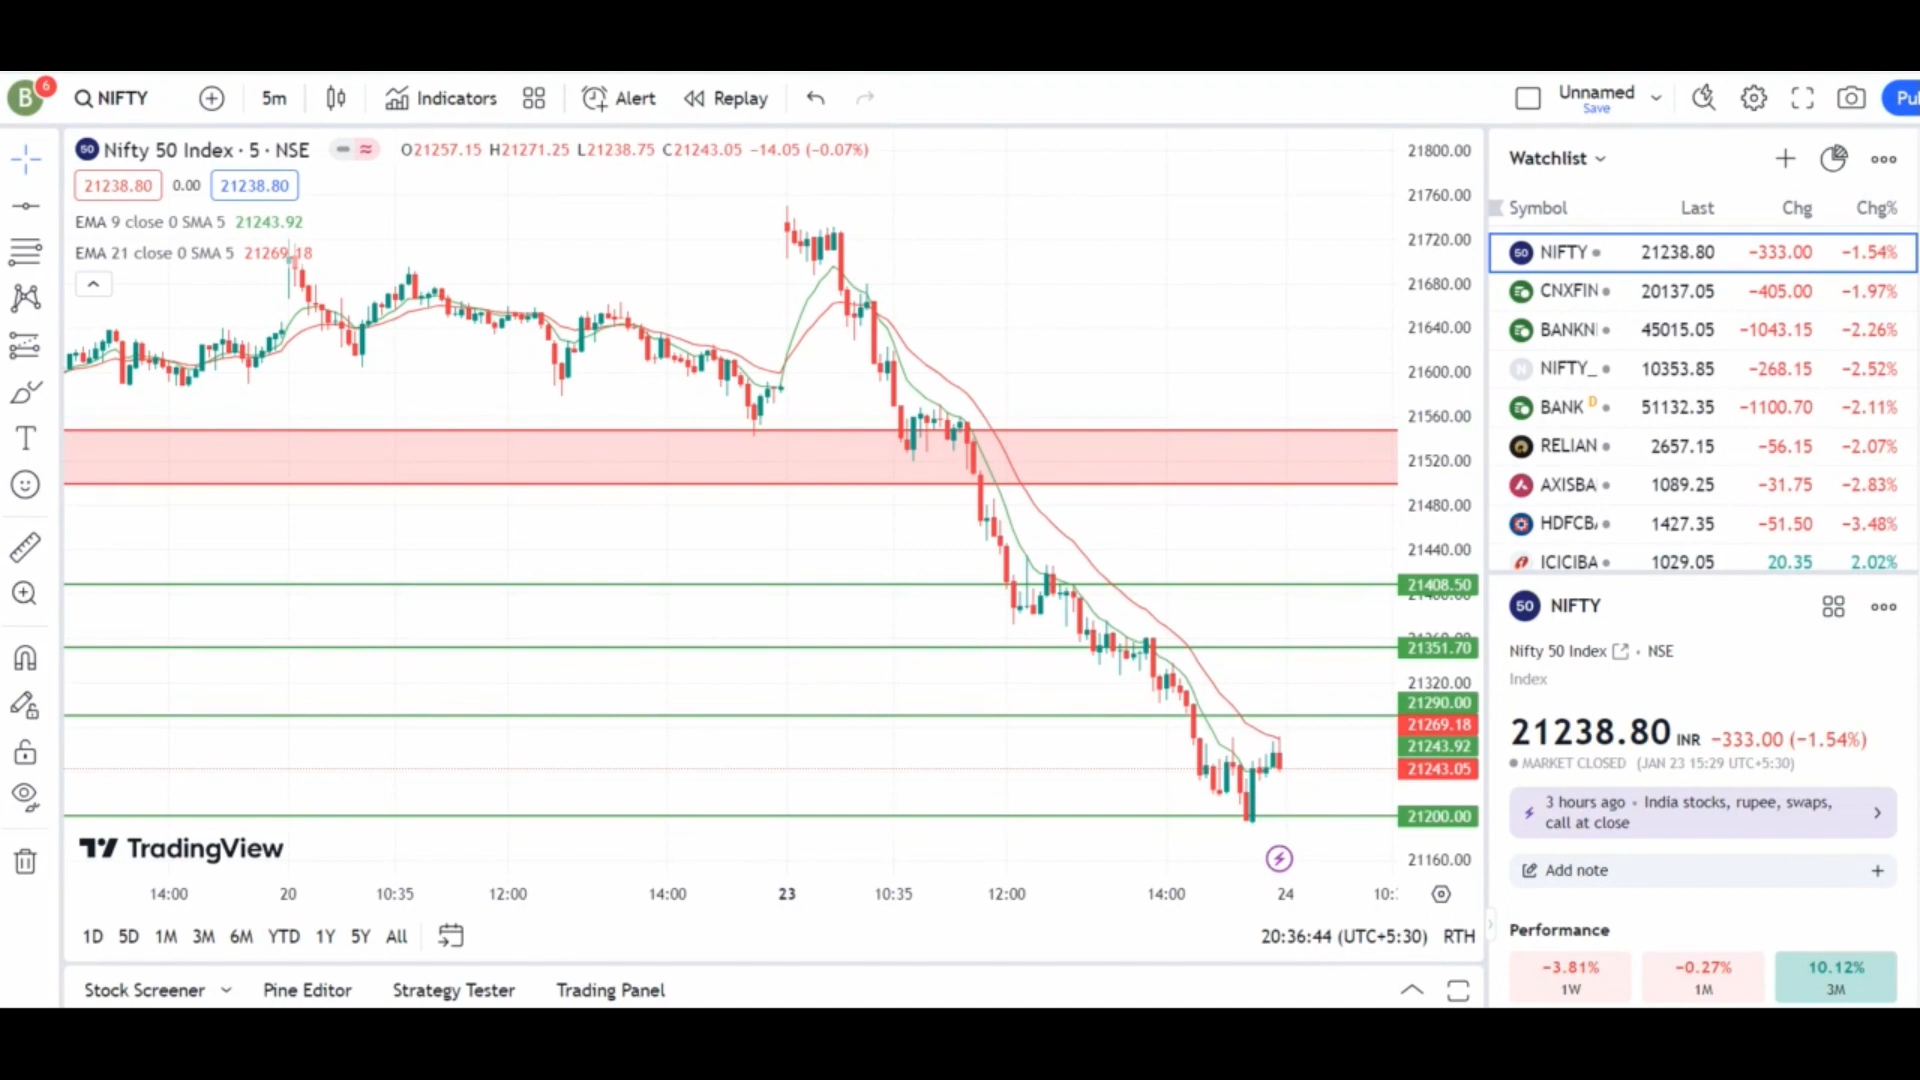 B 6 NIFTY 5m Indicators Alert Replay Unnamed Save Pul
50 Nifty 50 Index · 5 · NSE O21257.15 H21271.25 L21238.75 C21243.05 −14.05 (−0.07%)
21238.80 0.00 21238.80
EMA 9 close 0 SMA 5 21243.92
EMA 21 close 0 SMA 5 21269.18
21800.00
21760.00
21720.00
21680.00
21640.00
21600.00
21560.00
21520.00
21480.00
21440.00
21408.50
21351.70
21320.00
21290.00
21269.18
21243.92
21243.05
21200.00
21160.00
TradingView
14:00 20 10:35 12:00 14:00 23 10:35 12:00 14:00 24 10:
1D 5D 1M 3M 6M YTD 1Y 5Y All 20:36:44 (UTC+5:30) RTH
Stock Screener Pine Editor Strategy Tester Trading Panel
Watchlist
Symbol Last Chg Chg%
50 NIFTY 21238.80 −333.00 −1.54%
CNXFIN 20137.05 −405.00 −1.97%
BANKN 45015.05 −1043.15 −2.26%
N NIFTY_ 10353.85 −268.15 −2.52%
BANK D 51132.35 −1100.70 −2.11%
RELIAN 2657.15 −56.15 −2.07%
AXISBA 1089.25 −31.75 −2.83%
HDFCB 1427.35 −51.50 −3.48%
ICICIBA 1029.05 20.35 2.02%
50 NIFTY
Nifty 50 Index • NSE
Index
21238.80 INR −333.00 (−1.54%)
MARKET CLOSED (JAN 23 15:29 UTC+5:30)
3 hours ago • India stocks, rupee, swaps,
call at close
Add note
Performance
−3.81% −0.27% 10.12%
1W 1M 3M